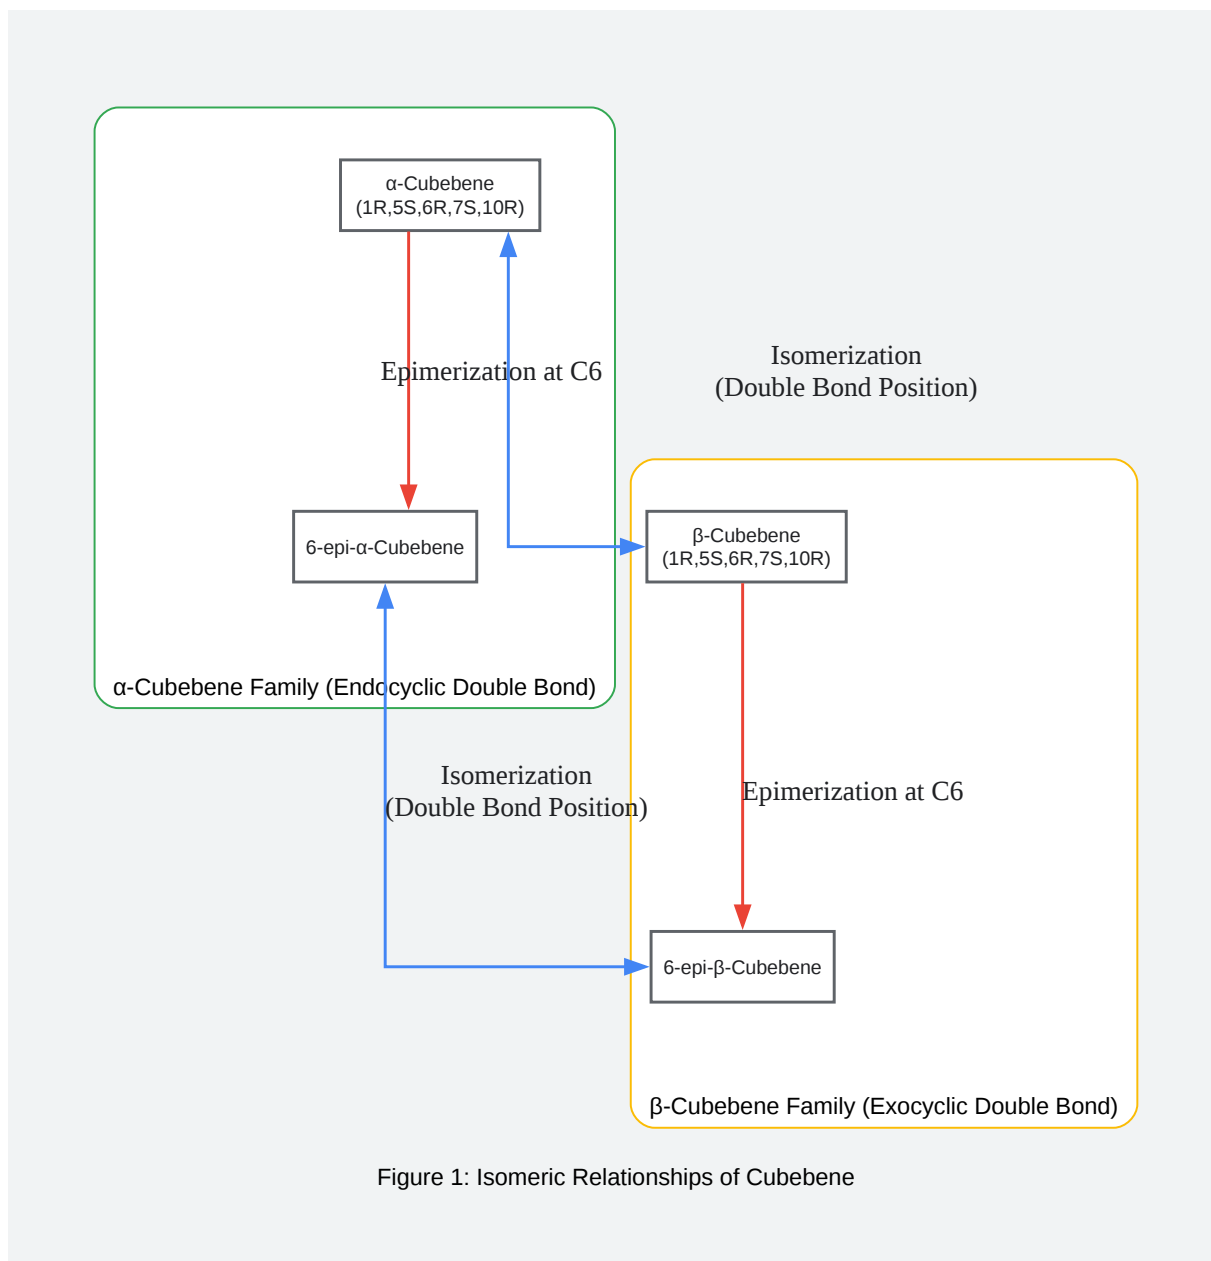 α-Cubebene
(1R,5S,6R,7S,10R)
Epimerization at C6
Isomerization
(Double Bond Position)
6-epi-α-Cubebene
β-Cubebene
(1R,5S,6R,7S,10R)
α-Cubebene Family (Endocyclic Double Bond)
Isomerization
(Double Bond Position)
Epimerization at C6
6-epi-β-Cubebene
β-Cubebene Family (Exocyclic Double Bond)
Figure 1: Isomeric Relationships of Cubebene